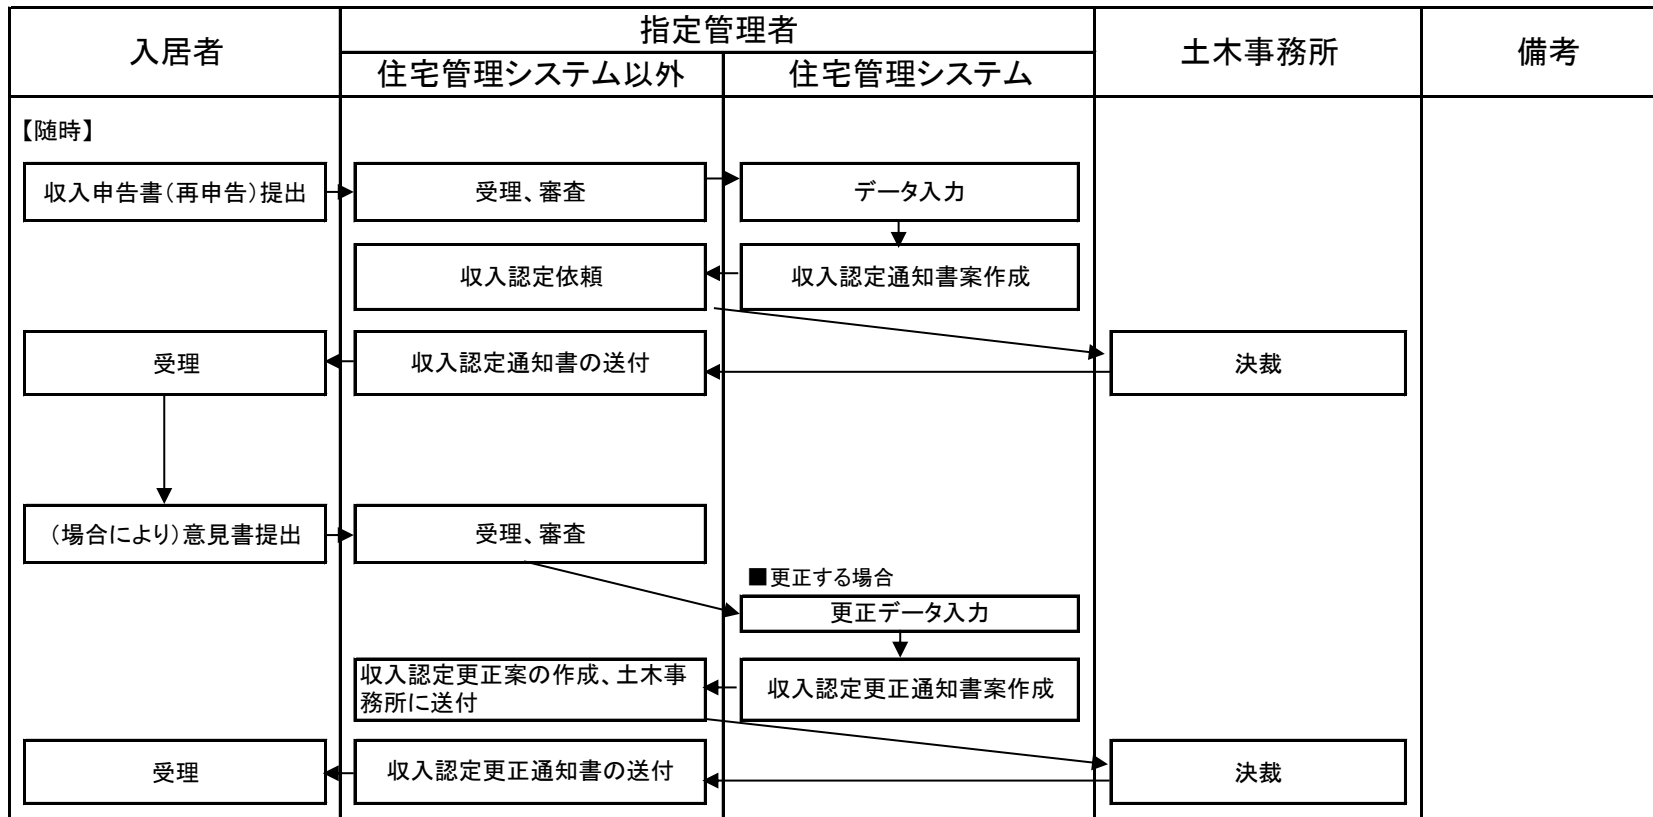 入居者
指定管理者
土木事務所
備考
住宅管理システム以外
住宅管理システム
【随時】
収入申告書(再申告)提出
受理、審査
データ入力
収入認定依頼
収入認定通知書案作成
受理
収入認定通知書の送付
決裁
(場合により)意見書提出
受理、審査
■更正する場合
更正データ入力
収入認定更正案の作成、土木事
務所に送付
収入認定更正通知書案作成
受理
収入認定更正通知書の送付
決裁